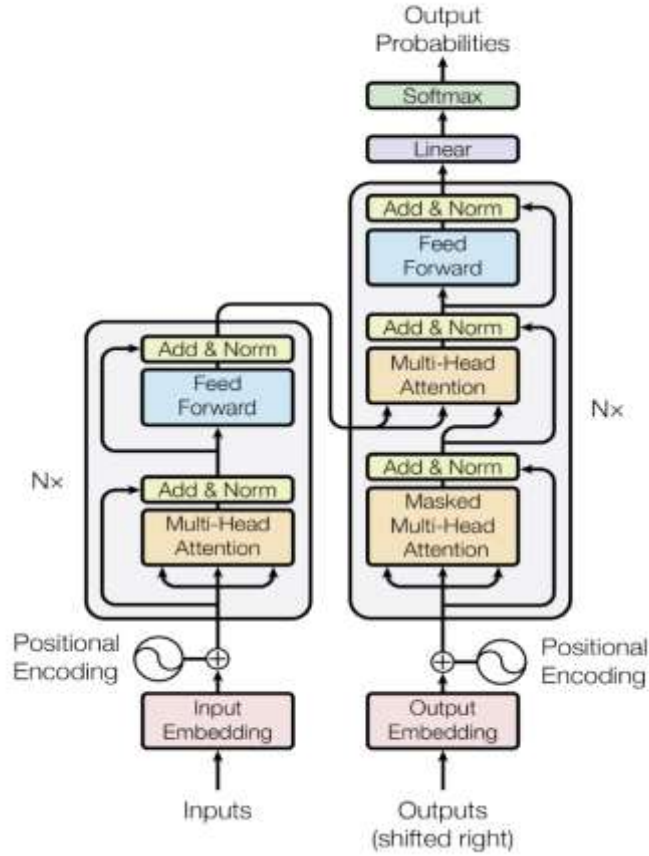 Output
Probabilities
Softmax
Linear
Add & Norm
Feed
Forward
Add & Norm
Multi-Head
Attention
Add & Norm
Masked
Multi-Head
Attention
N×
Add & Norm
Feed
Forward
Add & Norm
Multi-Head
Attention
N×
Positional
Encoding
Positional
Encoding
Input
Embedding
Output
Embedding
Inputs
Outputs
(shifted right)